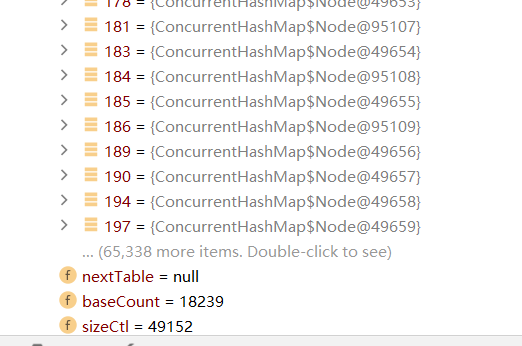 178 = {ConcurrentHashMap$Node@49653}
181 = {ConcurrentHashMap$Node@95107}
183 = {ConcurrentHashMap$Node@49654}
184 = {ConcurrentHashMap$Node@95108}
185 = {ConcurrentHashMap$Node@49655}
186 = {ConcurrentHashMap$Node@95109}
189 = {ConcurrentHashMap$Node@49656}
190 = {ConcurrentHashMap$Node@49657}
194 = {ConcurrentHashMap$Node@49658}
197 = {ConcurrentHashMap$Node@49659}
... (65,338 more items. Double-click to see)
f nextTable = null
f baseCount = 18239
f sizeCtl = 49152